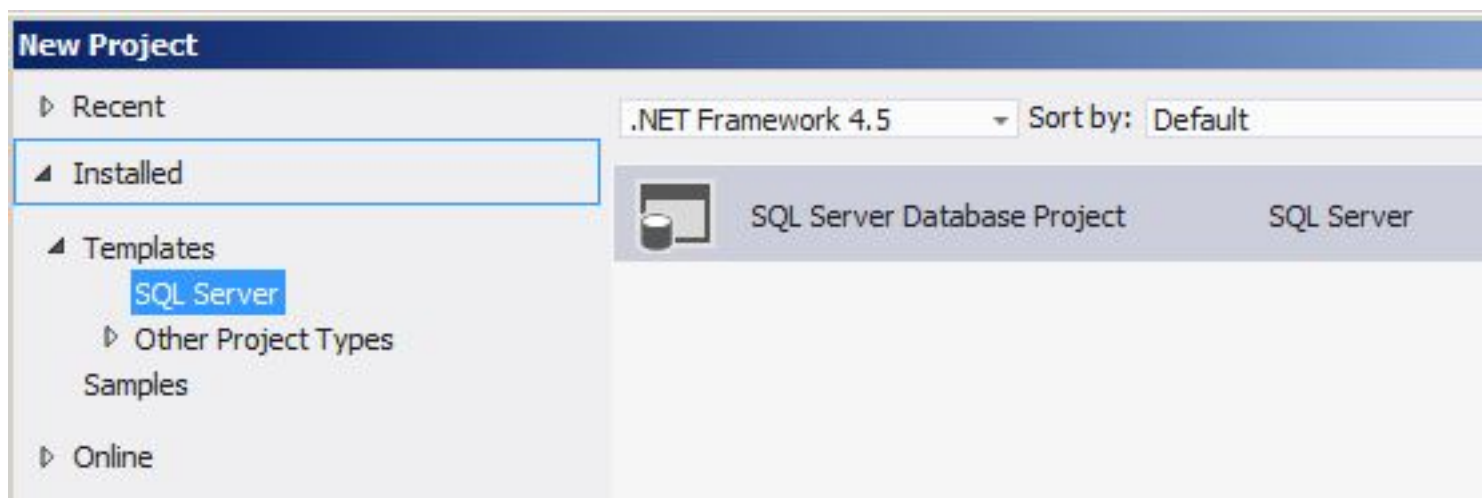 New Project
Recent
Installed
Templates
SQL Server
Other Project Types
Samples
Online
.NET Framework 4.5 Sort by: Default
SQL Server Database Project SQL Server